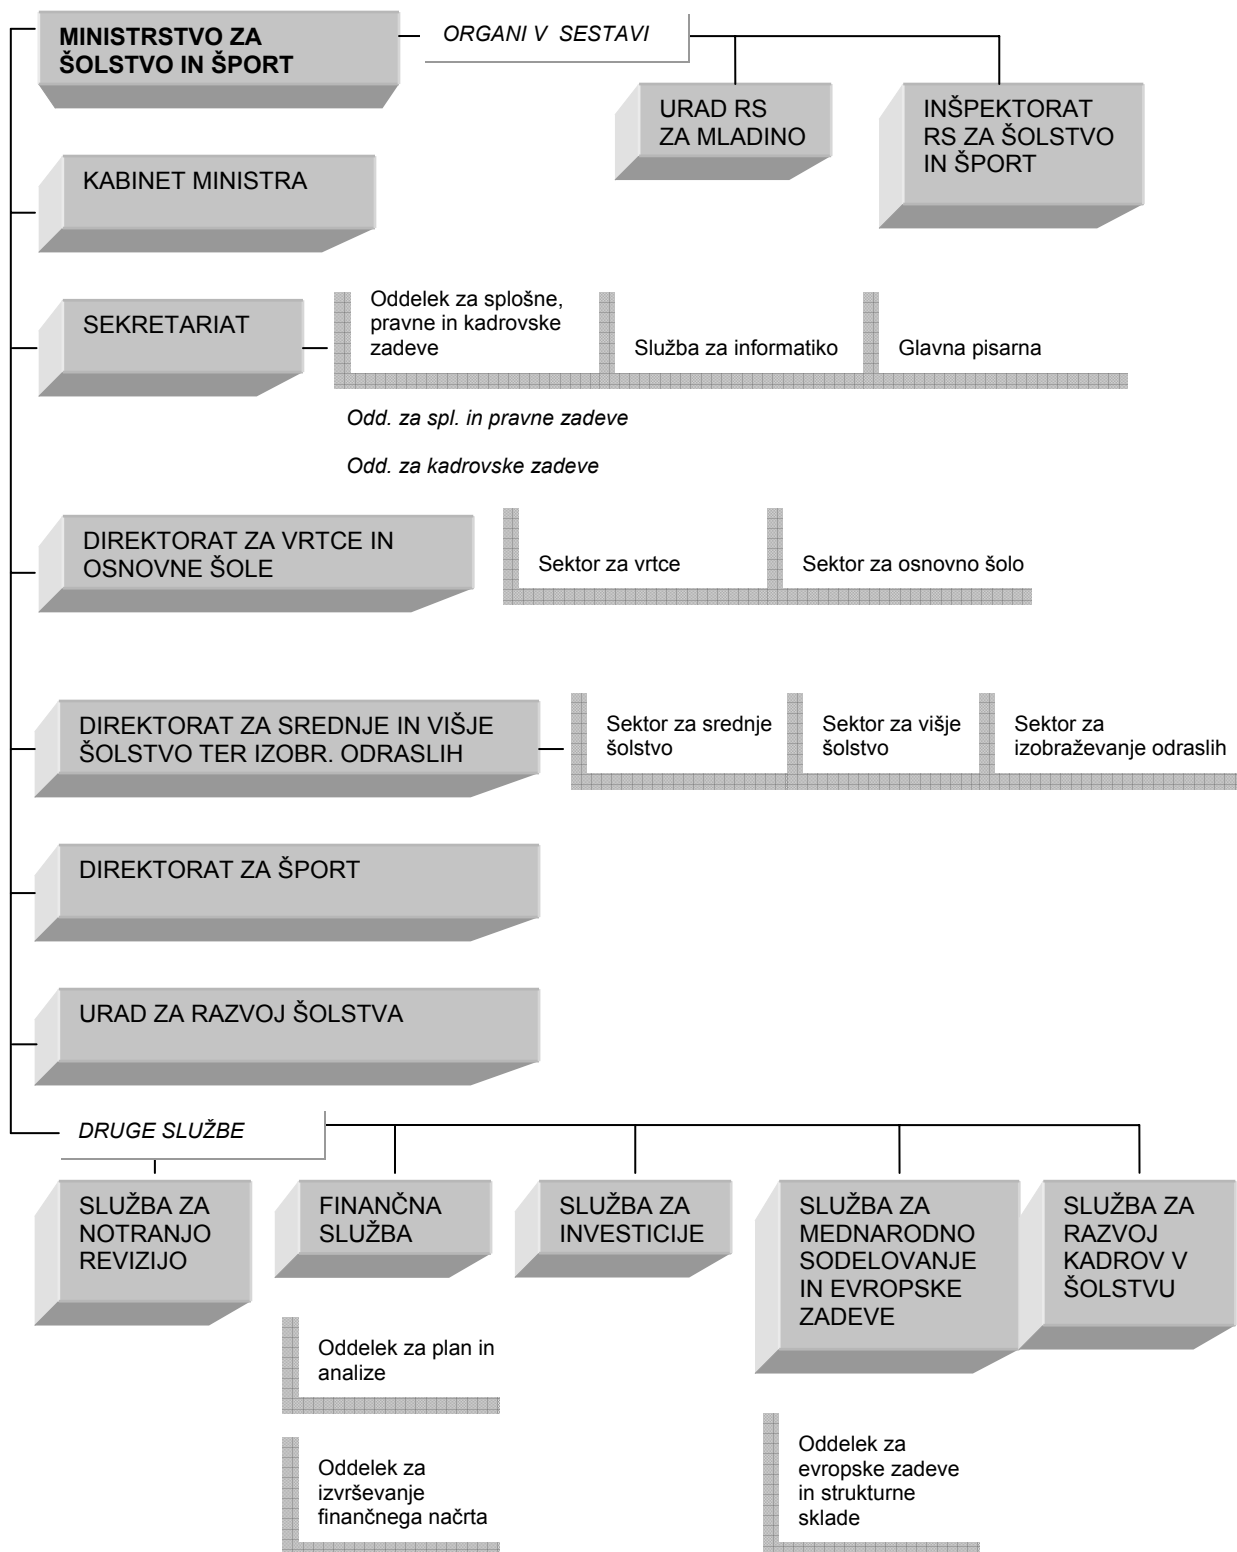 MINISTRSTVO ZA
ŠOLSTVO IN ŠPORT
ORGANI V SESTAVI
URAD RS
ZA MLADINO
INŠPEKTORAT
RS ZA ŠOLSTVO
IN ŠPORT
KABINET MINISTRA
SEKRETARIAT
Oddelek za splošne,
pravne in kadrovske
zadeve
Služba za informatiko
Glavna pisarna
Odd. za spl. in pravne zadeve
Odd. za kadrovske zadeve
DIREKTORAT ZA VRTCE IN
OSNOVNE ŠOLE
Sektor za vrtce
Sektor za osnovno šolo
DIREKTORAT ZA SREDNJE IN VIŠJE
ŠOLSTVO TER IZOBR. ODRASLIH
Sektor za srednje
šolstvo
Sektor za višje
šolstvo
Sektor za
izobraževanje odraslih
DIREKTORAT ZA ŠPORT
URAD ZA RAZVOJ ŠOLSTVA
DRUGE SLUŽBE
SLUŽBA ZA
NOTRANJO
REVIZIJO
FINANČNA
SLUŽBA
SLUŽBA ZA
INVESTICIJE
SLUŽBA ZA
MEDNARODNO
SODELOVANJE
IN EVROPSKE
ZADEVE
SLUŽBA ZA
RAZVOJ
KADROV V
ŠOLSTVU
Oddelek za plan in
analize
Oddelek za
izvrševanje
finančnega načrta
Oddelek za
evropske zadeve
in strukturne
sklade